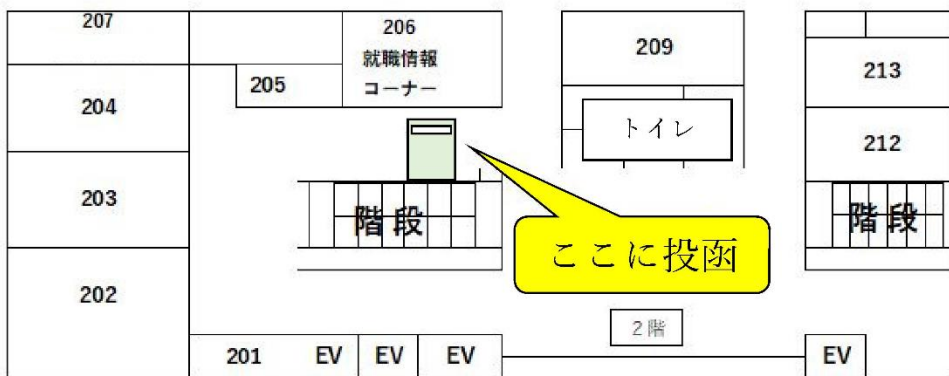 207
206
就職情報
コーナー
209
213
205
204
トイレ
212
203
階段
階段
ここに投函
202
2階
201
EV
EV
EV
EV